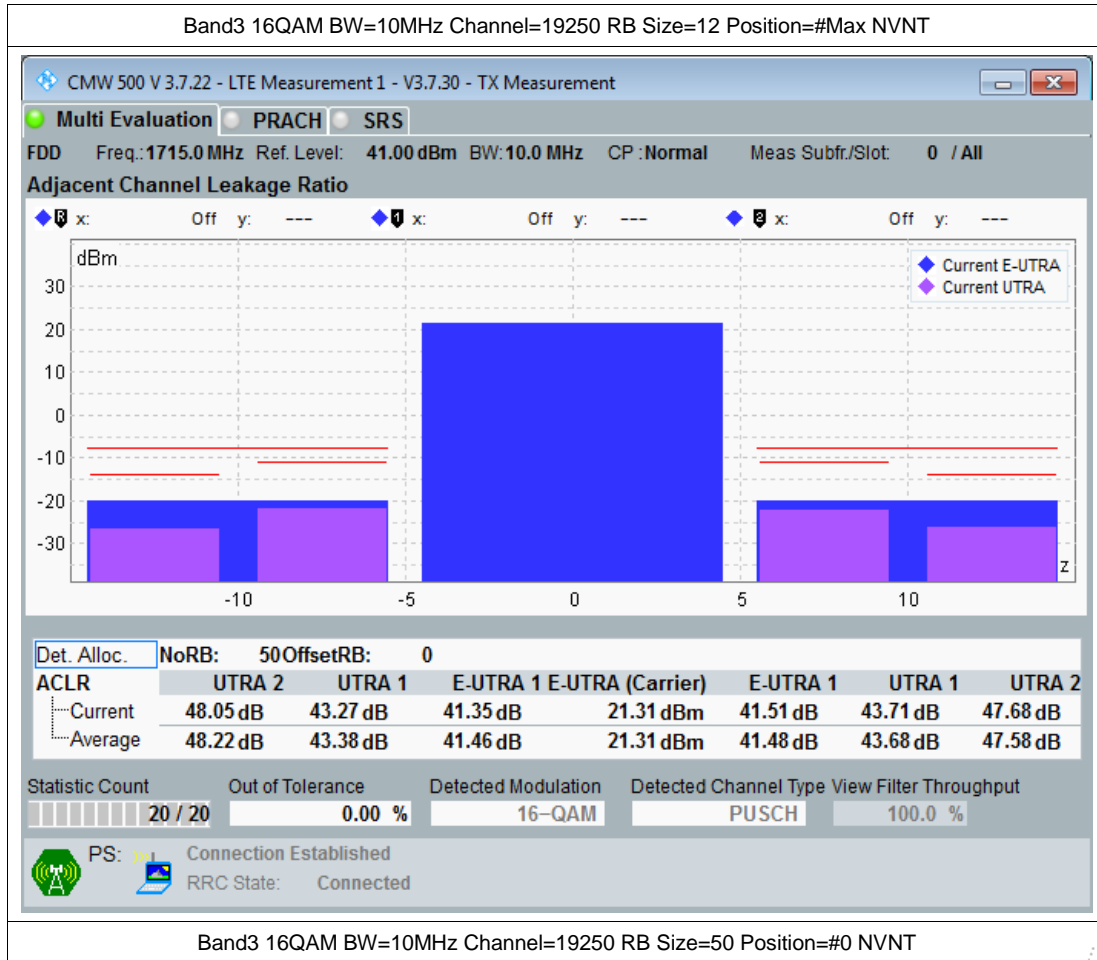 Band3 16QAM BW=10MHz Channel=19250 RB Size=12 Position=#Max NVNT
CMW 500 V 3.7.22 - LTE Measurement 1 - V3.7.30 - TX Measurement
Multi Evaluation PRACH SRS
FDD Freq.:1715.0 MHz Ref. Level: 41.00 dBm BW:10.0 MHz CP :Normal Meas Subfr./Slot: 0 / All
Adjacent Channel Leakage Ratio
R x: Off y: --- 1 x: Off y: --- 2 x: Off y: ---
dBm
Current E-UTRA
Current UTRA
30
20
10
0
-10
-20
-30
z
-10 -5 0 5 10
Det. Alloc. NoRB: 50 OffsetRB: 0
ACLR UTRA 2 UTRA 1 E-UTRA 1 E-UTRA (Carrier) E-UTRA 1 UTRA 1 UTRA 2
Current 48.05 dB 43.27 dB 41.35 dB 21.31 dBm 41.51 dB 43.71 dB 47.68 dB
Average 48.22 dB 43.38 dB 41.46 dB 21.31 dBm 41.48 dB 43.68 dB 47.58 dB
Statistic Count Out of Tolerance Detected Modulation Detected Channel Type View Filter Throughput
20 / 20 0.00 % 16-QAM PUSCH 100.0 %
PS: Connection Established
RRC State: Connected
Band3 16QAM BW=10MHz Channel=19250 RB Size=50 Position=#0 NVNT